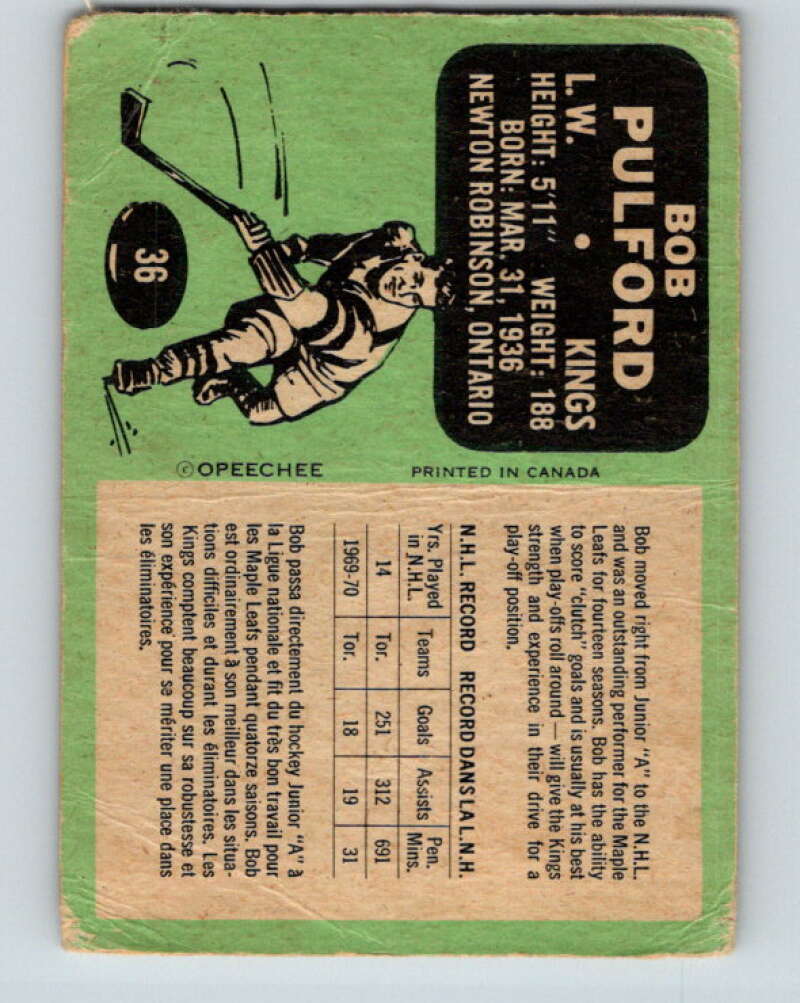 BOB
PULFORD
L.W. • KINGS
HEIGHT: 5'11" WEIGHT: 188
BORN: MAR. 31, 1936
NEWTON ROBINSON, ONTARIO
36
©OPEECHEE
PRINTED IN CANADA
Bob moved right from Junior "A" to the N.H.L.
and was an outstanding performer for the Maple
Leafs for fourteen seasons. Bob has the ability
to score "clutch" goals and is usually at his best
when play-offs roll around — will give the Kings
strength and experience in their drive for a
play-off position.
N.H.L. RECORD RECORD DANS LA L.N.H.
Yrs. Played in N.H.L. Teams Goals Assists Pen. Mins.
14 Tor. 251 312 691
1969-70 Tor. 18 19 31
Bob passa directement du hockey Junior "A" à
la Ligue nationale et fit du très bon travail pour
les Maple Leafs pendant quatorze saisons. Bob
est ordinairement à son meilleur dans les situa-
tions difficiles et durant les éliminatoires. Les
Kings comptent beaucoup sur sa robustesse et
son expérience pour se mériter une place dans
les éliminatoires.